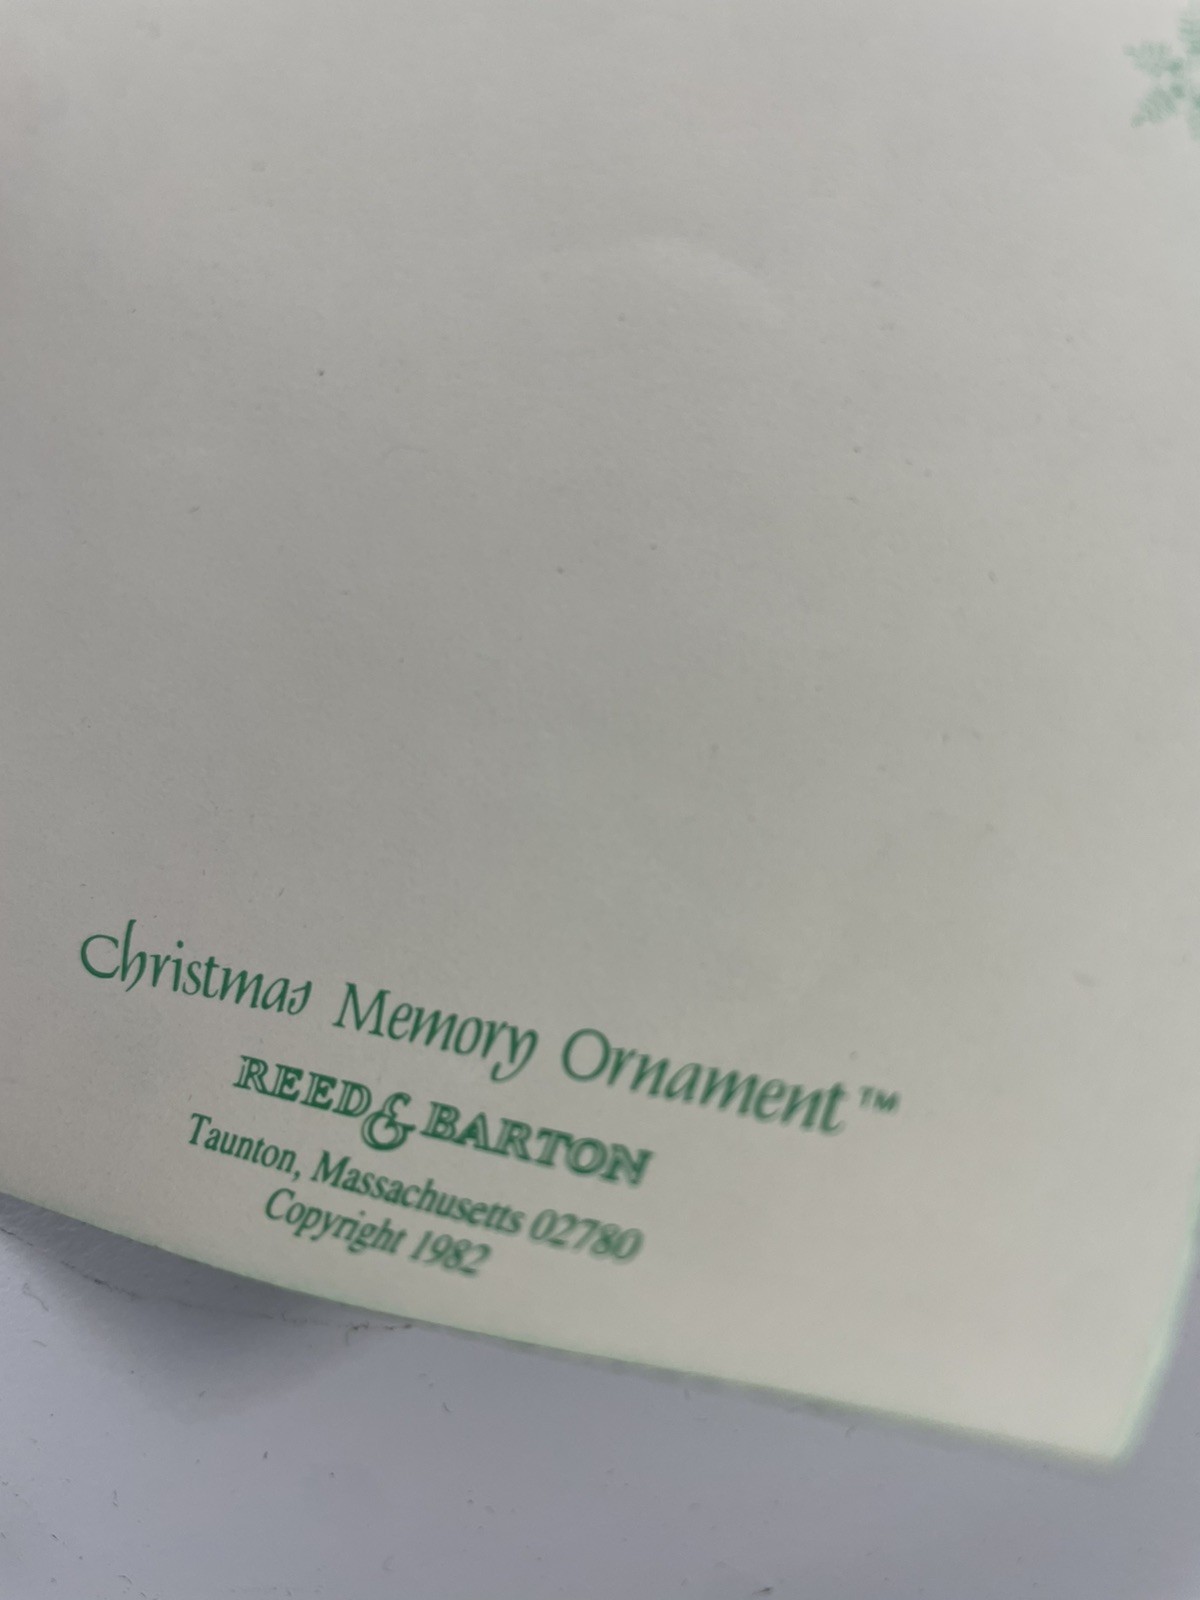 Christmas Memory Ornament™
REED & BARTON
Taunton, Massachusetts 02780
Copyright 1982